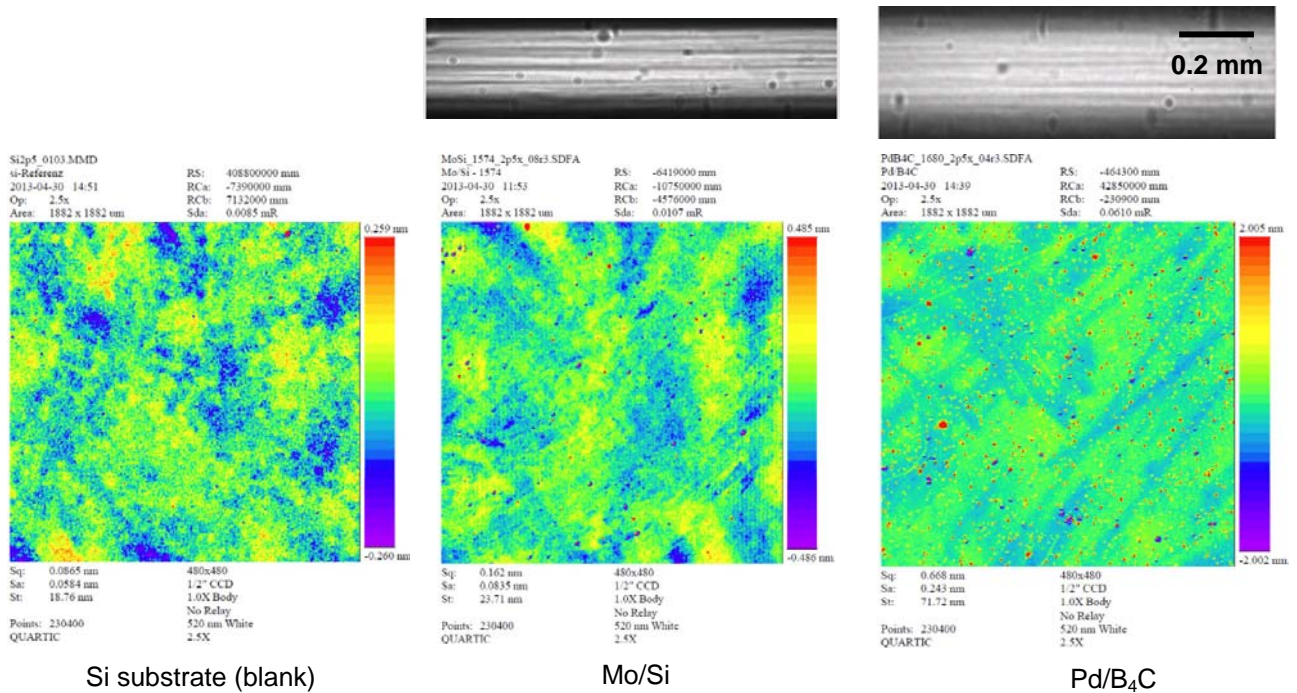 0.2 mm
Si2p5_0103.MMD
si-Referenz RS: 408800000 mm
2013-04-30 14:51 RCa: -7390000 mm
Op: 2.5x RCb: 7132000 mm
Area: 1882 x 1882 um Sda: 0.0085 mR
0.259 nm
-0.260 nm
Sq: 0.0865 nm 480x480
Sa: 0.0584 nm 1/2" CCD
St: 18.76 nm 1.0X Body
No Relay
Points: 230400 520 nm White
QUARTIC 2.5X
Si substrate (blank)
MoSi_1574_2p5x_08r3.SDFA
Mo/Si - 1574 RS: -6419000 mm
2013-04-30 11:53 RCa: -10750000 mm
Op: 2.5x RCb: -4576000 mm
Area: 1882 x 1882 um Sda: 0.0107 mR
0.485 nm
-0.486 nm
Sq: 0.162 nm 480x480
Sa: 0.0835 nm 1/2" CCD
St: 23.71 nm 1.0X Body
No Relay
Points: 230400 520 nm White
QUARTIC 2.5X
Mo/Si
PdB4C_1680_2p5x_04r3.SDFA
Pd/B4C RS: -464300 mm
2013-04-30 14:39 RCa: 42850000 mm
Op: 2.5x RCb: -230900 mm
Area: 1882 x 1882 um Sda: 0.0610 mR
2.005 nm
-2.002 nm
Sq: 0.668 nm 480x480
Sa: 0.243 nm 1/2" CCD
St: 71.72 nm 1.0X Body
No Relay
Points: 230400 520 nm White
QUARTIC 2.5X
Pd/B₄C